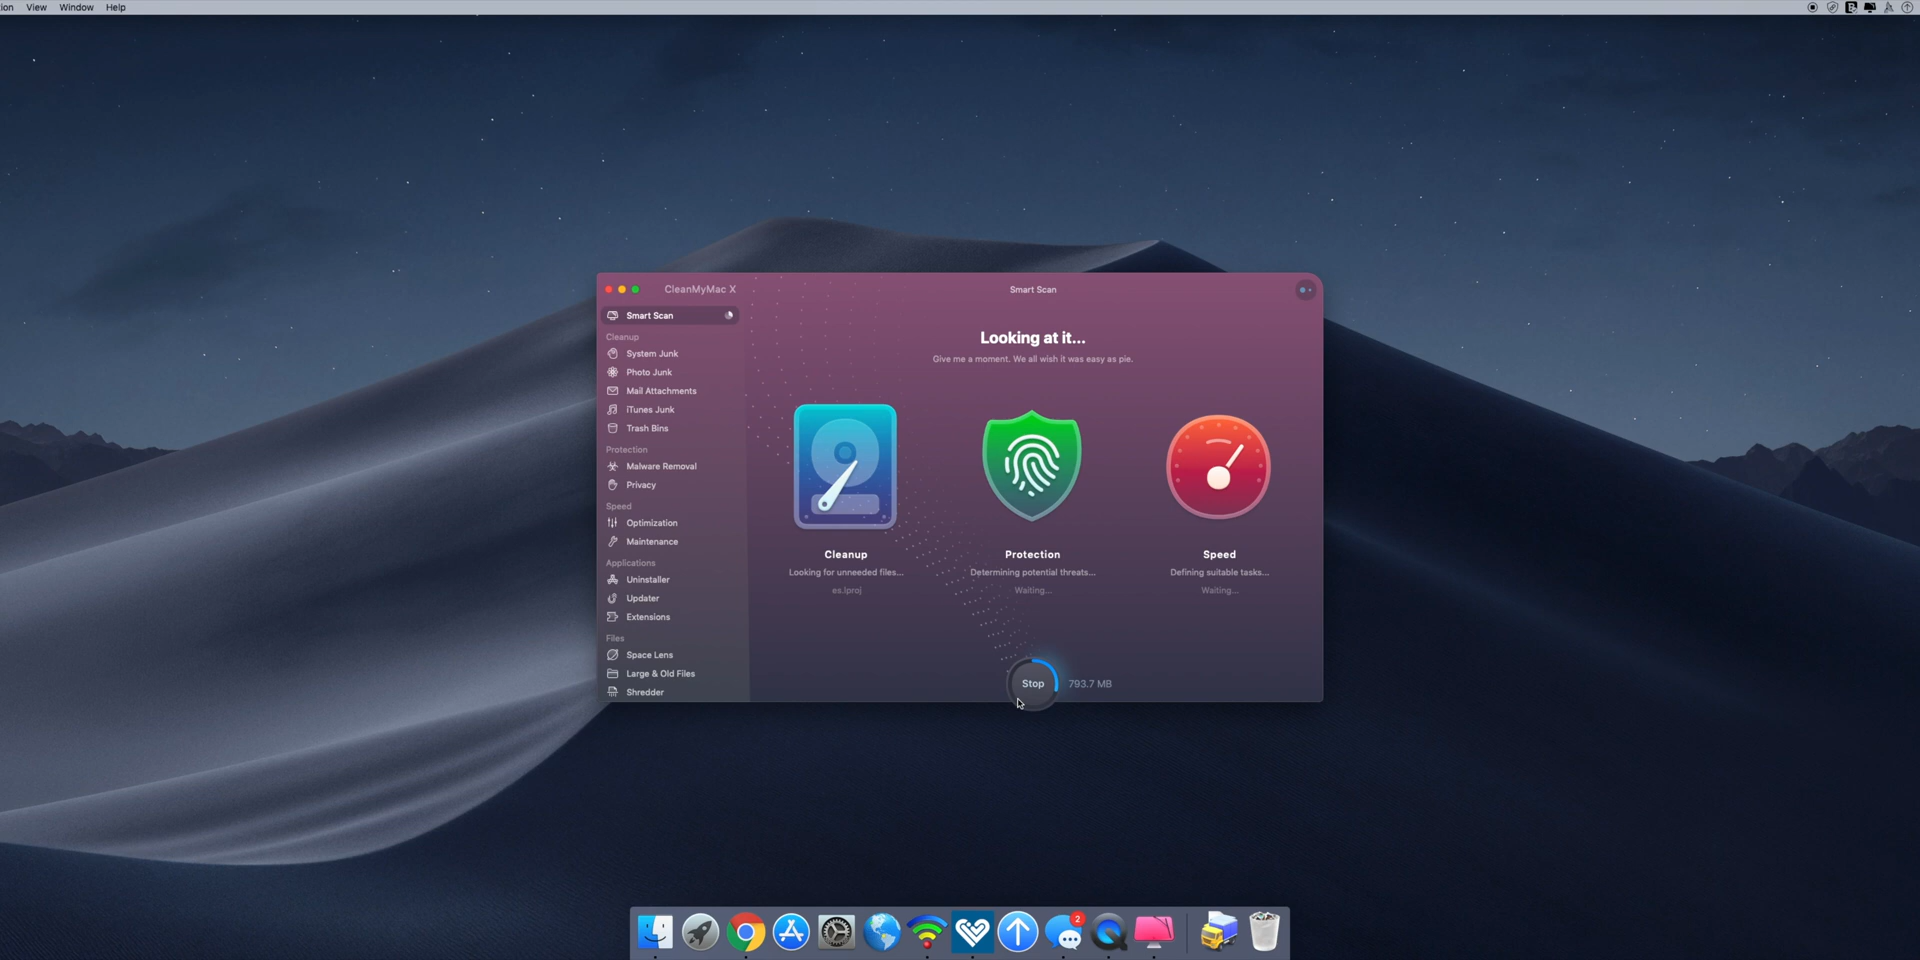 View Window Help
CleanMyMac X
Smart Scan
Smart Scan
Cleanup
System Junk
Photo Junk
Mail Attachments
iTunes Junk
Trash Bins
Protection
Malware Removal
Privacy
Speed
Optimization
Maintenance
Applications
Uninstaller
Updater
Extensions
Files
Space Lens
Large & Old Files
Shredder
Looking at it...
Give me a moment. We all wish it was easy as pie.
Cleanup
Looking for unneeded files...
es.lproj
Protection
Determining potential threats...
Waiting...
Speed
Defining suitable tasks...
Waiting...
Stop
793.7 MB
2